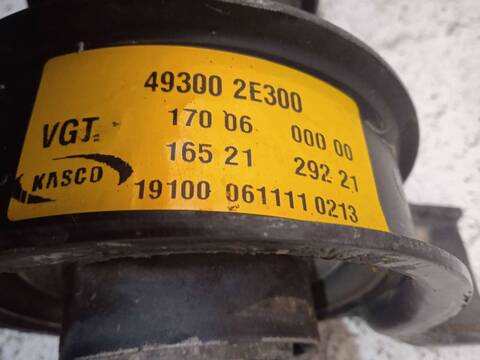 49300 2E300
VGT 170 06 000 00
165 21 292 21
KASCO
19100 061111 0213